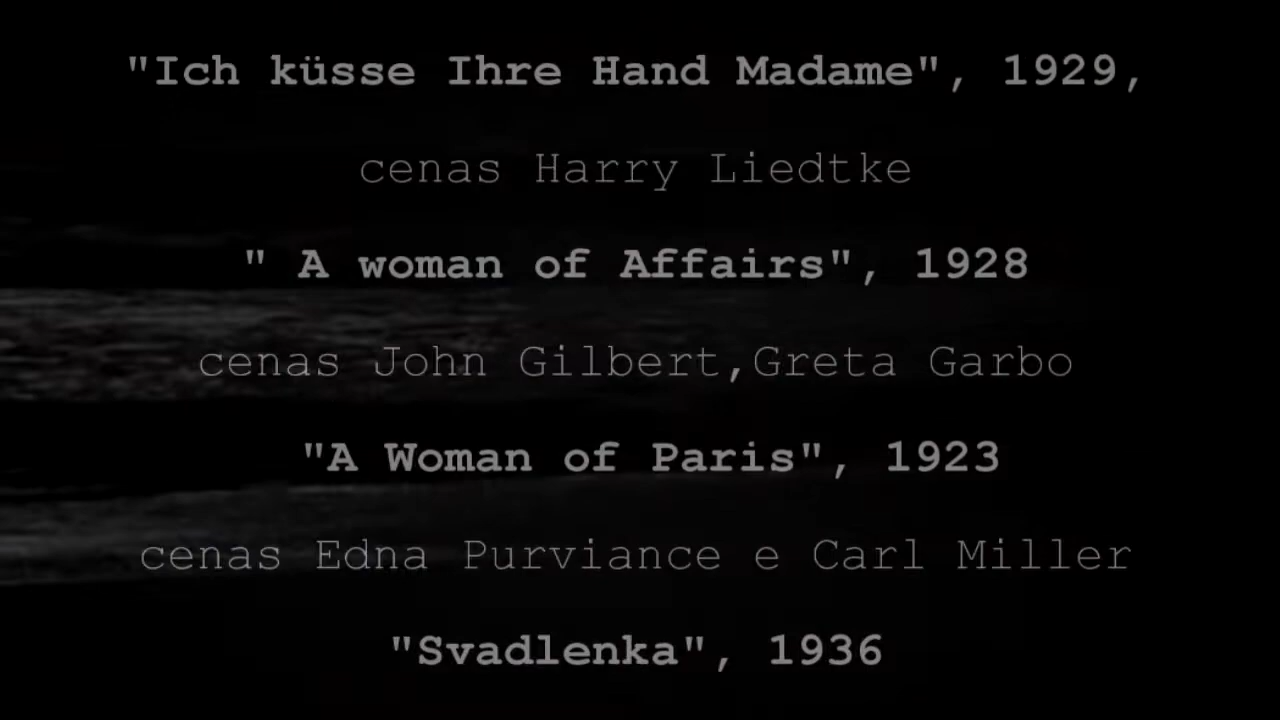 "Ich küsse Ihre Hand Madame", 1929,
cenas Harry Liedtke
" A woman of Affairs", 1928
cenas John Gilbert,Greta Garbo
"A Woman of Paris", 1923
cenas Edna Purviance e Carl Miller
"Svadlenka", 1936